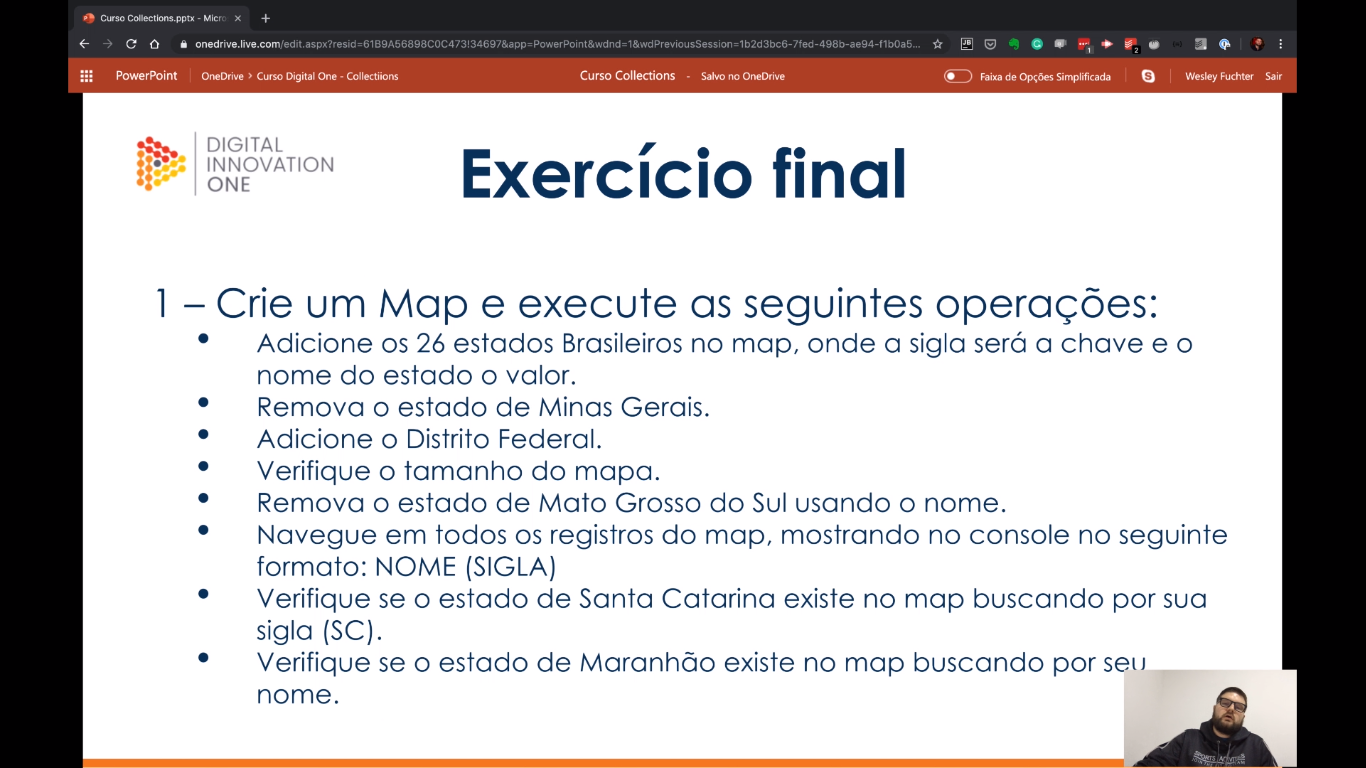 Curso Collections.pptx - Micro
onedrive.live.com/edit.aspx?resid=61B9A56898C0C473!34697&app=PowerPoint&wdnd=1&wdPreviousSession=1b2d3bc6-7fed-498b-ae94-f1b0a5...
PowerPoint OneDrive > Curso Digital One - Collectiions Curso Collections - Salvo no OneDrive Faixa de Opções Simplificada Wesley Fuchter Sair
DIGITAL
INNOVATION
ONE
Exercício final
1 – Crie um Map e execute as seguintes operações:
• Adicione os 26 estados Brasileiros no map, onde a sigla será a chave e o
nome do estado o valor.
• Remova o estado de Minas Gerais.
• Adicione o Distrito Federal.
• Verifique o tamanho do mapa.
• Remova o estado de Mato Grosso do Sul usando o nome.
• Navegue em todos os registros do map, mostrando no console no seguinte
formato: NOME (SIGLA)
• Verifique se o estado de Santa Catarina existe no map buscando por sua
sigla (SC).
• Verifique se o estado de Maranhão existe no map buscando por seu
nome.